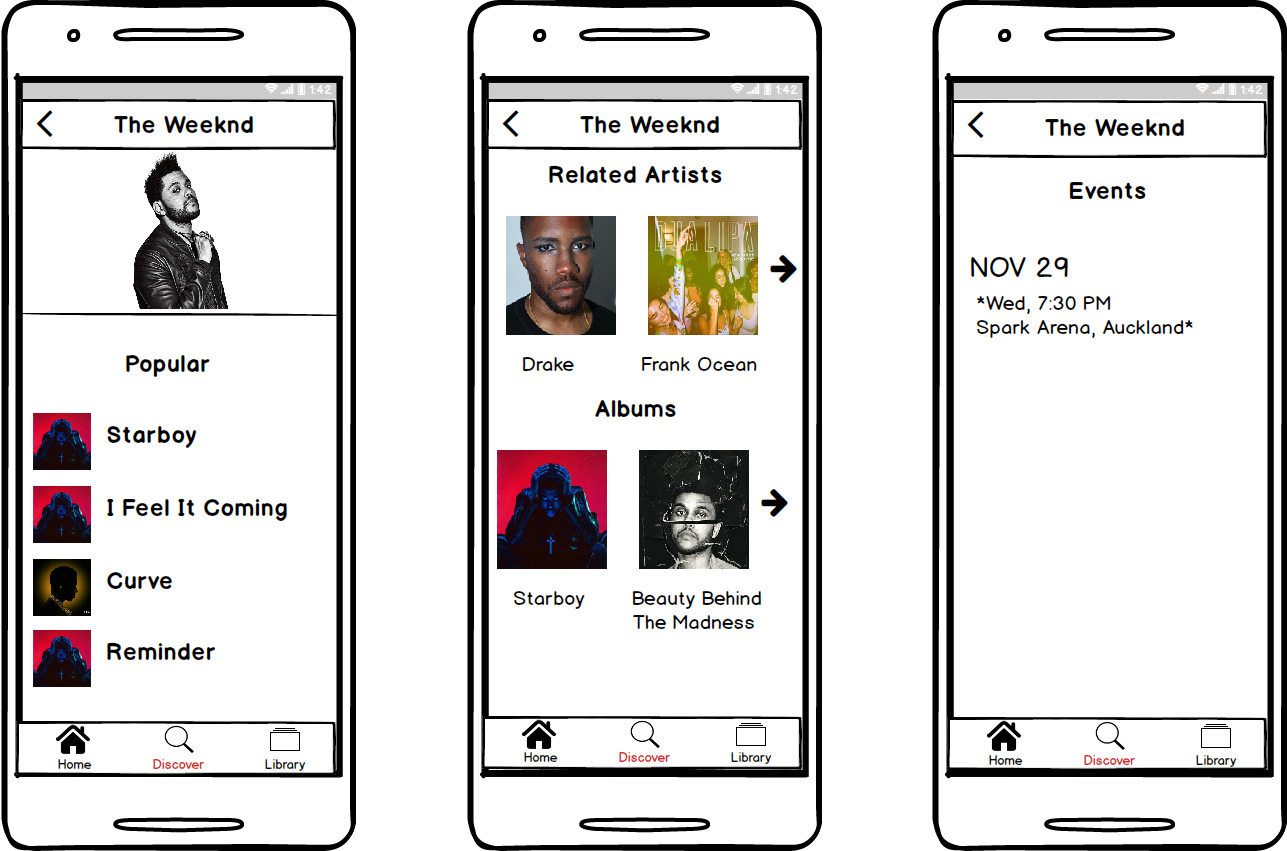 1:42
The Weeknd
Popular
Starboy
I Feel It Coming
Curve
Reminder
Home
Discover
Library
1:42
The Weeknd
Related Artists
DUA LIPA
Drake
Frank Ocean
Albums
Starboy
Beauty Behind
The Madness
Home
Discover
Library
1:42
The Weeknd
Events
NOV 29
*Wed, 7:30 PM
Spark Arena, Auckland*
Home
Discover
Library